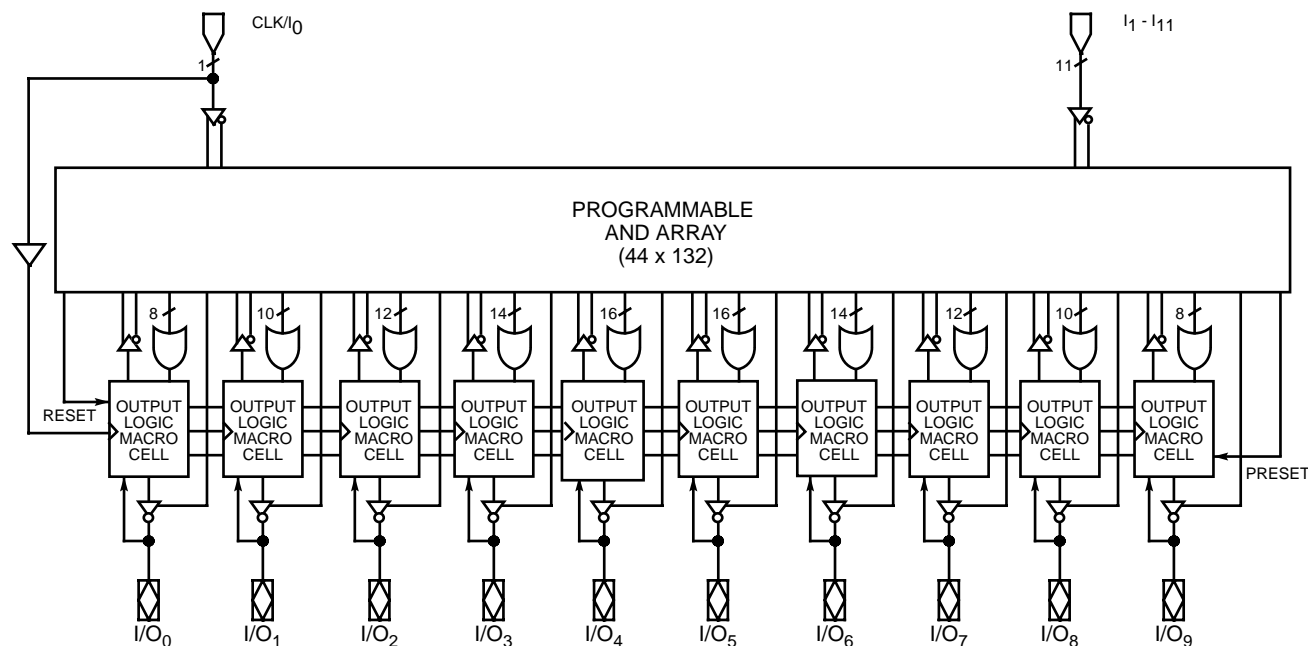 CLK/I0
I1 - I11
1
11
PROGRAMMABLE
AND ARRAY
(44 x 132)
8 10 12 14 16 16 14 12 10 8
OUTPUT LOGIC MACRO CELL
OUTPUT LOGIC MACRO CELL
OUTPUT LOGIC MACRO CELL
OUTPUT LOGIC MACRO CELL
OUTPUT LOGIC MACRO CELL
OUTPUT LOGIC MACRO CELL
OUTPUT LOGIC MACRO CELL
OUTPUT LOGIC MACRO CELL
OUTPUT LOGIC MACRO CELL
OUTPUT LOGIC MACRO CELL
RESET
PRESET
I/O0 I/O1 I/O2 I/O3 I/O4 I/O5 I/O6 I/O7 I/O8 I/O9